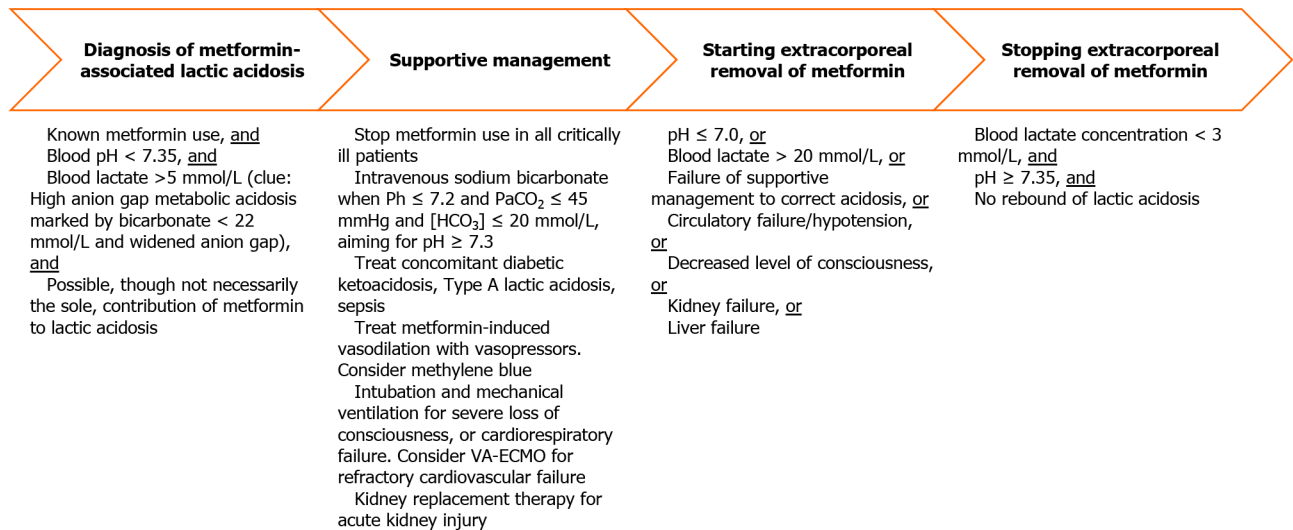 Diagnosis of metformin-
associated lactic acidosis
Supportive management
Starting extracorporeal
removal of metformin
Stopping extracorporeal
removal of metformin
Known metformin use, and
Blood pH < 7.35, and
Blood lactate >5 mmol/L (clue:
High anion gap metabolic acidosis
marked by bicarbonate < 22
mmol/L and widened anion gap),
and
Possible, though not necessarily
the sole, contribution of metformin
to lactic acidosis
Stop metformin use in all critically
ill patients
Intravenous sodium bicarbonate
when Ph ≤ 7.2 and PaCO₂ ≤ 45
mmHg and [HCO₃] ≤ 20 mmol/L,
aiming for pH ≥ 7.3
Treat concomitant diabetic
ketoacidosis, Type A lactic acidosis,
sepsis
Treat metformin-induced
vasodilation with vasopressors.
Consider methylene blue
Intubation and mechanical
ventilation for severe loss of
consciousness, or cardiorespiratory
failure. Consider VA-ECMO for
refractory cardiovascular failure
Kidney replacement therapy for
acute kidney injury
pH ≤ 7.0, or
Blood lactate > 20 mmol/L, or
Failure of supportive
management to correct acidosis, or
Circulatory failure/hypotension,
or
Decreased level of consciousness,
or
Kidney failure, or
Liver failure
Blood lactate concentration < 3
mmol/L, and
pH ≥ 7.35, and
No rebound of lactic acidosis